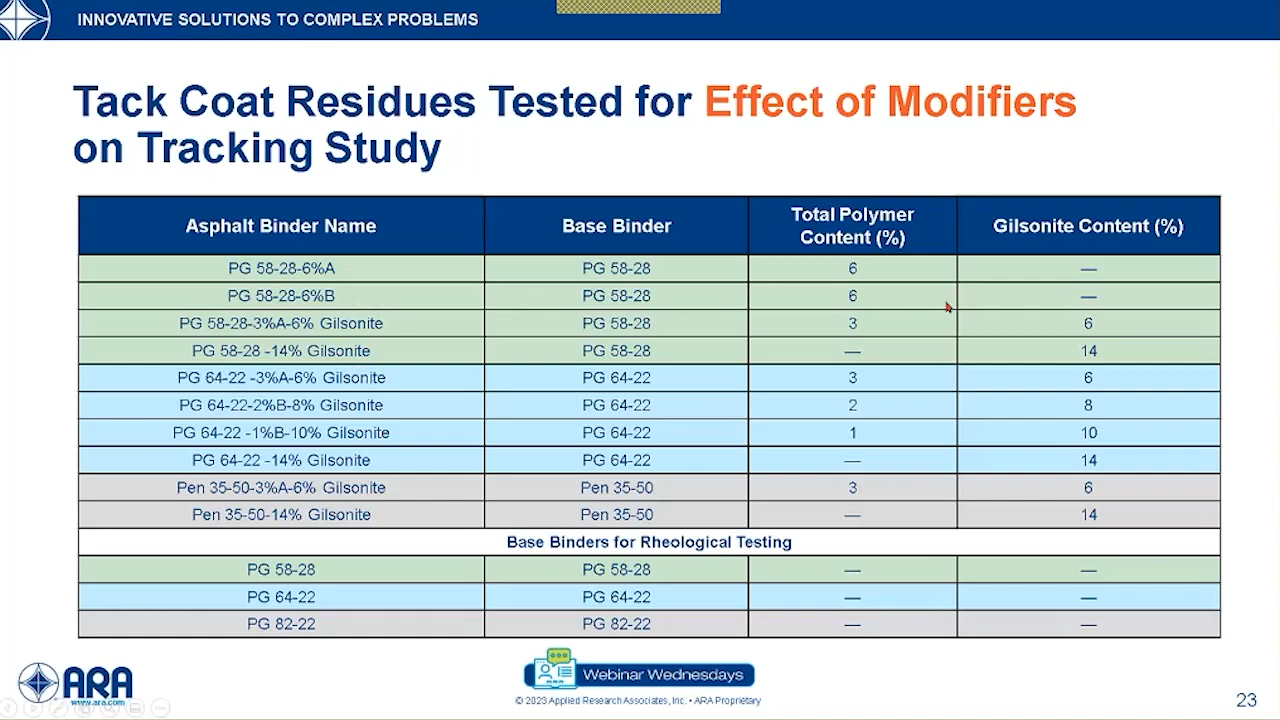 INNOVATIVE SOLUTIONS TO COMPLEX PROBLEMS
Tack Coat Residues Tested for Effect of Modifiers
on Tracking Study
Asphalt Binder Name Base Binder Total Polymer Content (%) Gilsonite Content (%)
PG 58-28-6%A PG 58-28 6 —
PG 58-28-6%B PG 58-28 6 —
PG 58-28-3%A-6% Gilsonite PG 58-28 3 6
PG 58-28 -14% Gilsonite PG 58-28 — 14
PG 64-22 -3%A-6% Gilsonite PG 64-22 3 6
PG 64-22-2%B-8% Gilsonite PG 64-22 2 8
PG 64-22 -1%B-10% Gilsonite PG 64-22 1 10
PG 64-22 -14% Gilsonite PG 64-22 — 14
Pen 35-50-3%A-6% Gilsonite Pen 35-50 3 6
Pen 35-50-14% Gilsonite Pen 35-50 — 14
Base Binders for Rheological Testing
PG 58-28 PG 58-28 — —
PG 64-22 PG 64-22 — —
PG 82-22 PG 82-22 — —
ARA
www.ara.com
Webinar Wednesdays
© 2023 Applied Research Associates, Inc. • ARA Proprietary
23